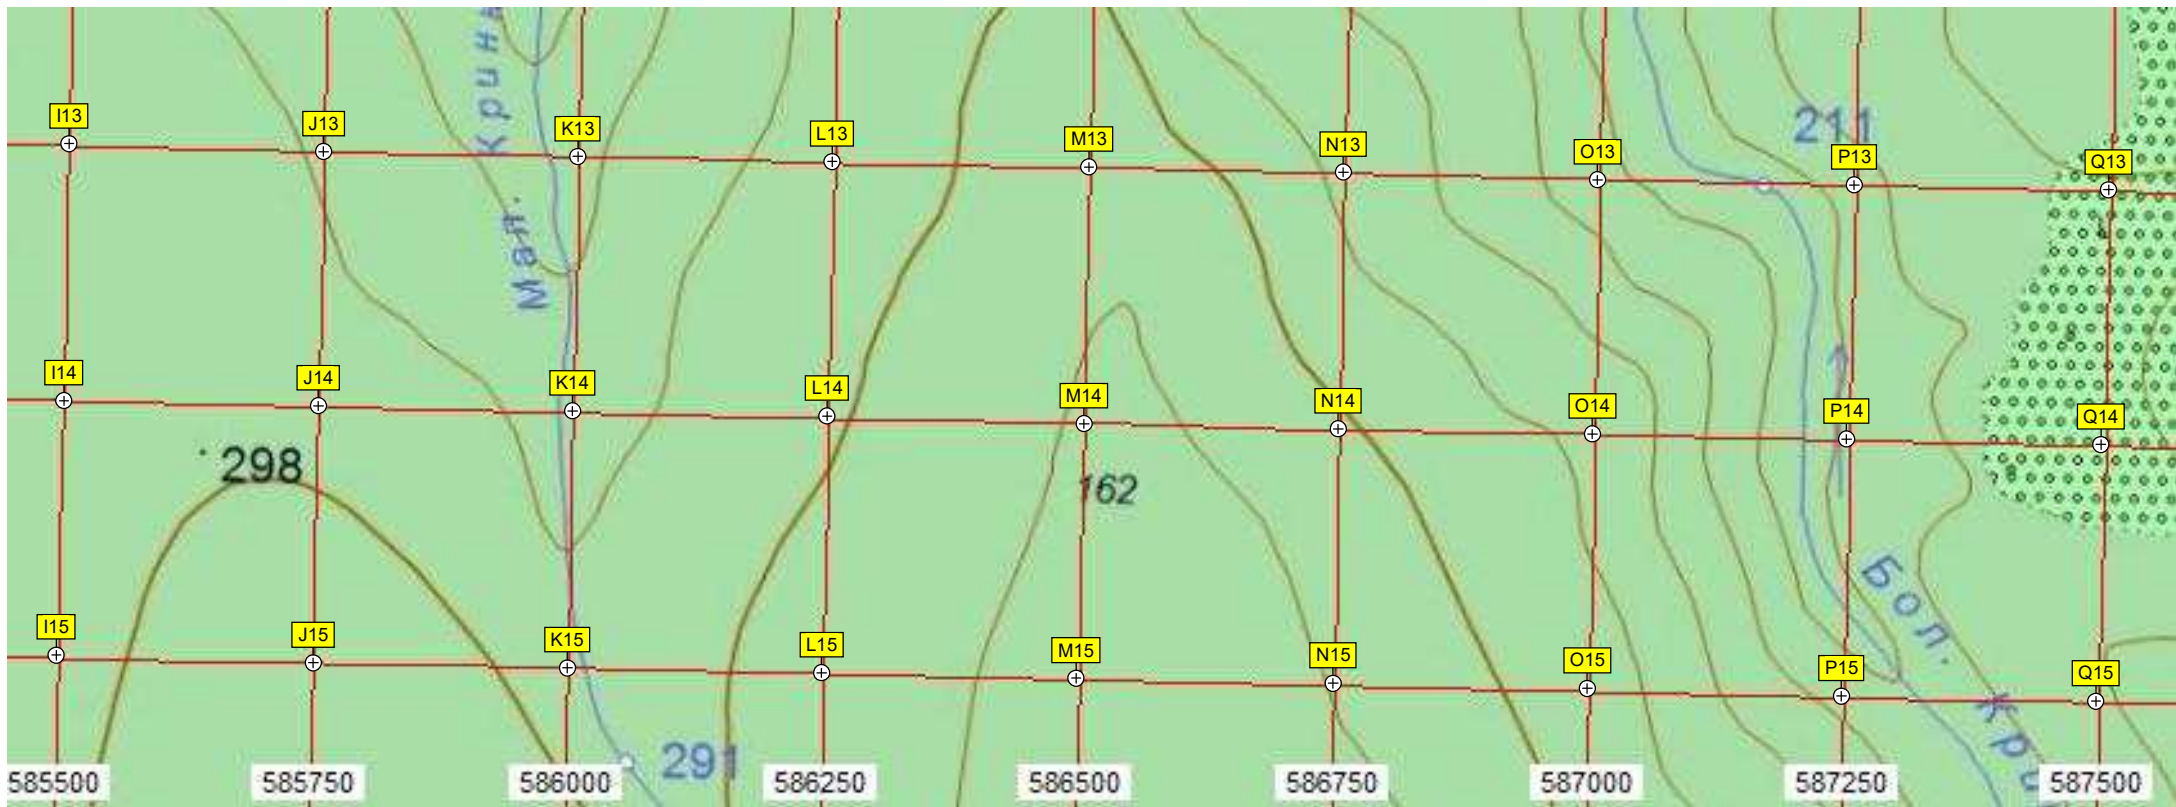 Мал. Крин
211
I13 J13 K13 L13 M13 N13 O13 P13 Q13
I14 J14 K14 L14 M14 N14 O14 P14 Q14
298
162
Бол. Кри
I15 J15 K15 L15 M15 N15 O15 P15 Q15
291
585500 585750 586000 586250 586500 586750 587000 587250 587500